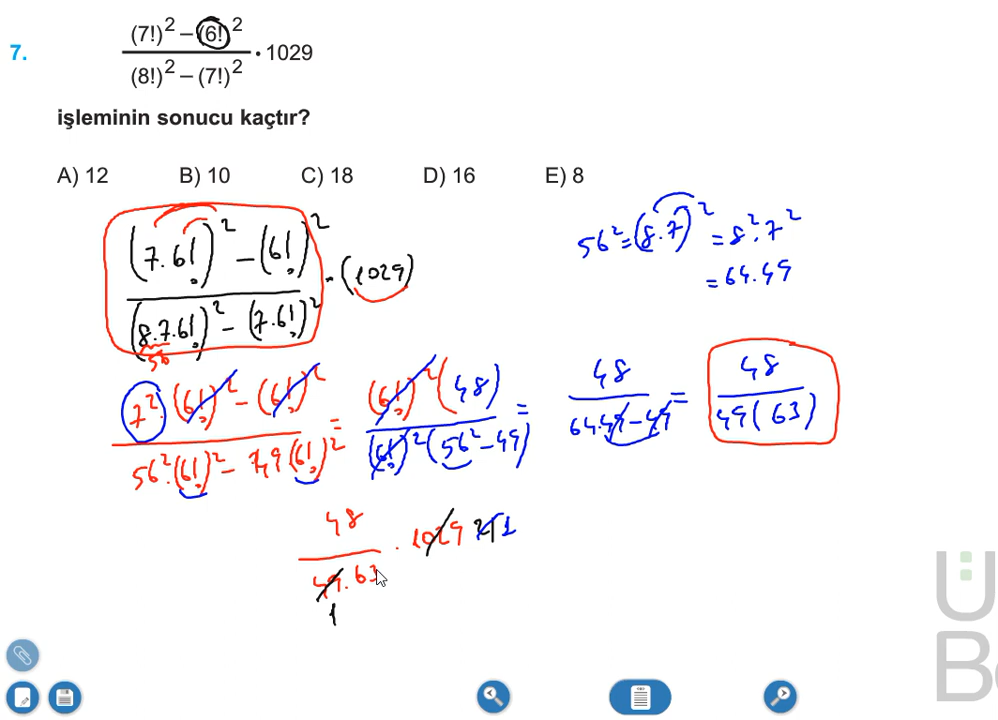 7. ((7!)² − (6!)²) / ((8!)² − (7!)²) · 1029
işleminin sonucu kaçtır?
A) 12 B) 10 C) 18 D) 16 E) 8
((7.6!)² − (6!)²) / ((8.7.6!)² − (7.6!)²) · (1029)
56
56² = (8.7)² = 8².7²
= 64.49
(7².(6!)² − (6!)²) / (56².(6!)² − 49(6!)²) = ((6!)²(48)) / ((6!)²(56² − 49)) = 48 / (64.49 − 49) = 48 / (49(63))
48 / (49.63) . 1029 21 1
1